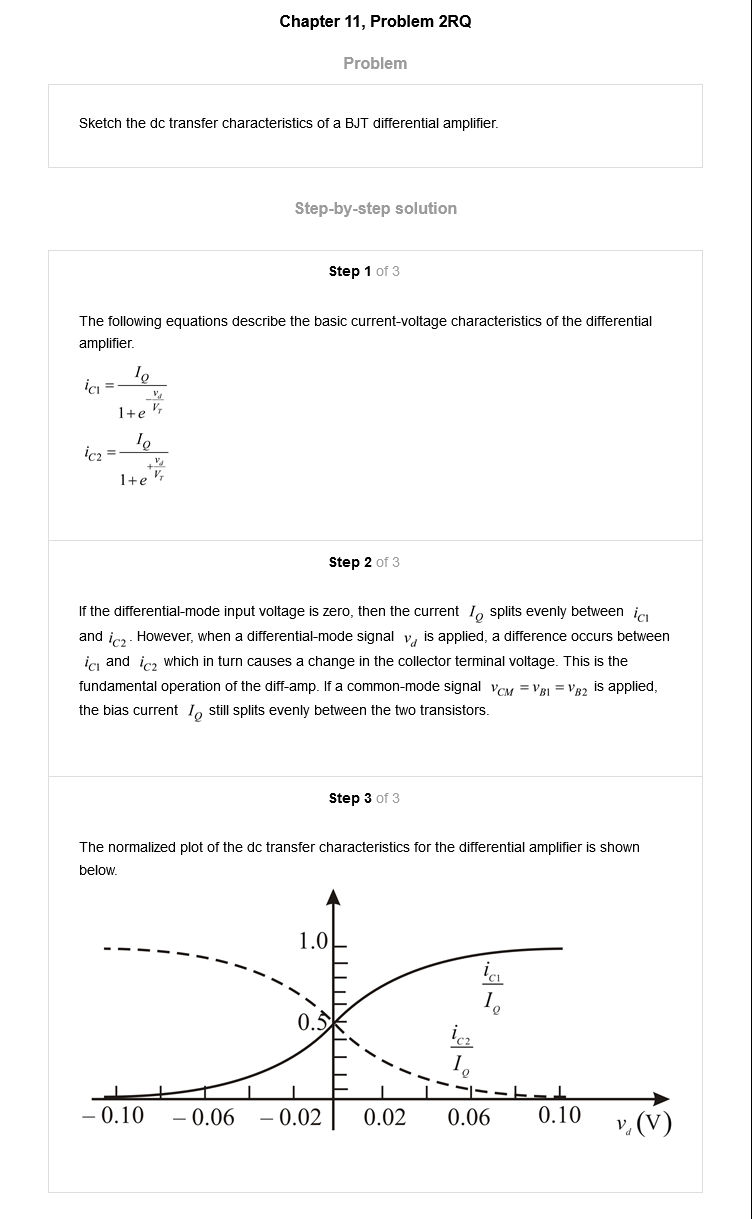 Chapter 11, Problem 2RQ
Problem
Sketch the dc transfer characteristics of a BJT differential amplifier.
Step-by-step solution
Step 1 of 3
The following equations describe the basic current-voltage characteristics of the differential
amplifier.
i_{C1} = \frac{I_Q}{1+e^{-\frac{v_d}{V_T}}}
i_{C2} = \frac{I_Q}{1+e^{+\frac{v_d}{V_T}}}
Step 2 of 3
If the differential-mode input voltage is zero, then the current I_Q splits evenly between i_{C1}
and i_{C2}. However, when a differential-mode signal v_d is applied, a difference occurs between
i_{C1} and i_{C2} which in turn causes a change in the collector terminal voltage. This is the
fundamental operation of the diff-amp. If a common-mode signal v_{CM} = v_{B1} = v_{B2} is applied,
the bias current I_Q still splits evenly between the two transistors.
Step 3 of 3
The normalized plot of the dc transfer characteristics for the differential amplifier is shown
below.
1.0
\frac{i_{C1}}{I_Q}
0.5
\frac{i_{C2}}{I_Q}
−0.10 −0.06 −0.02 0.02 0.06 0.10 v_d (V)